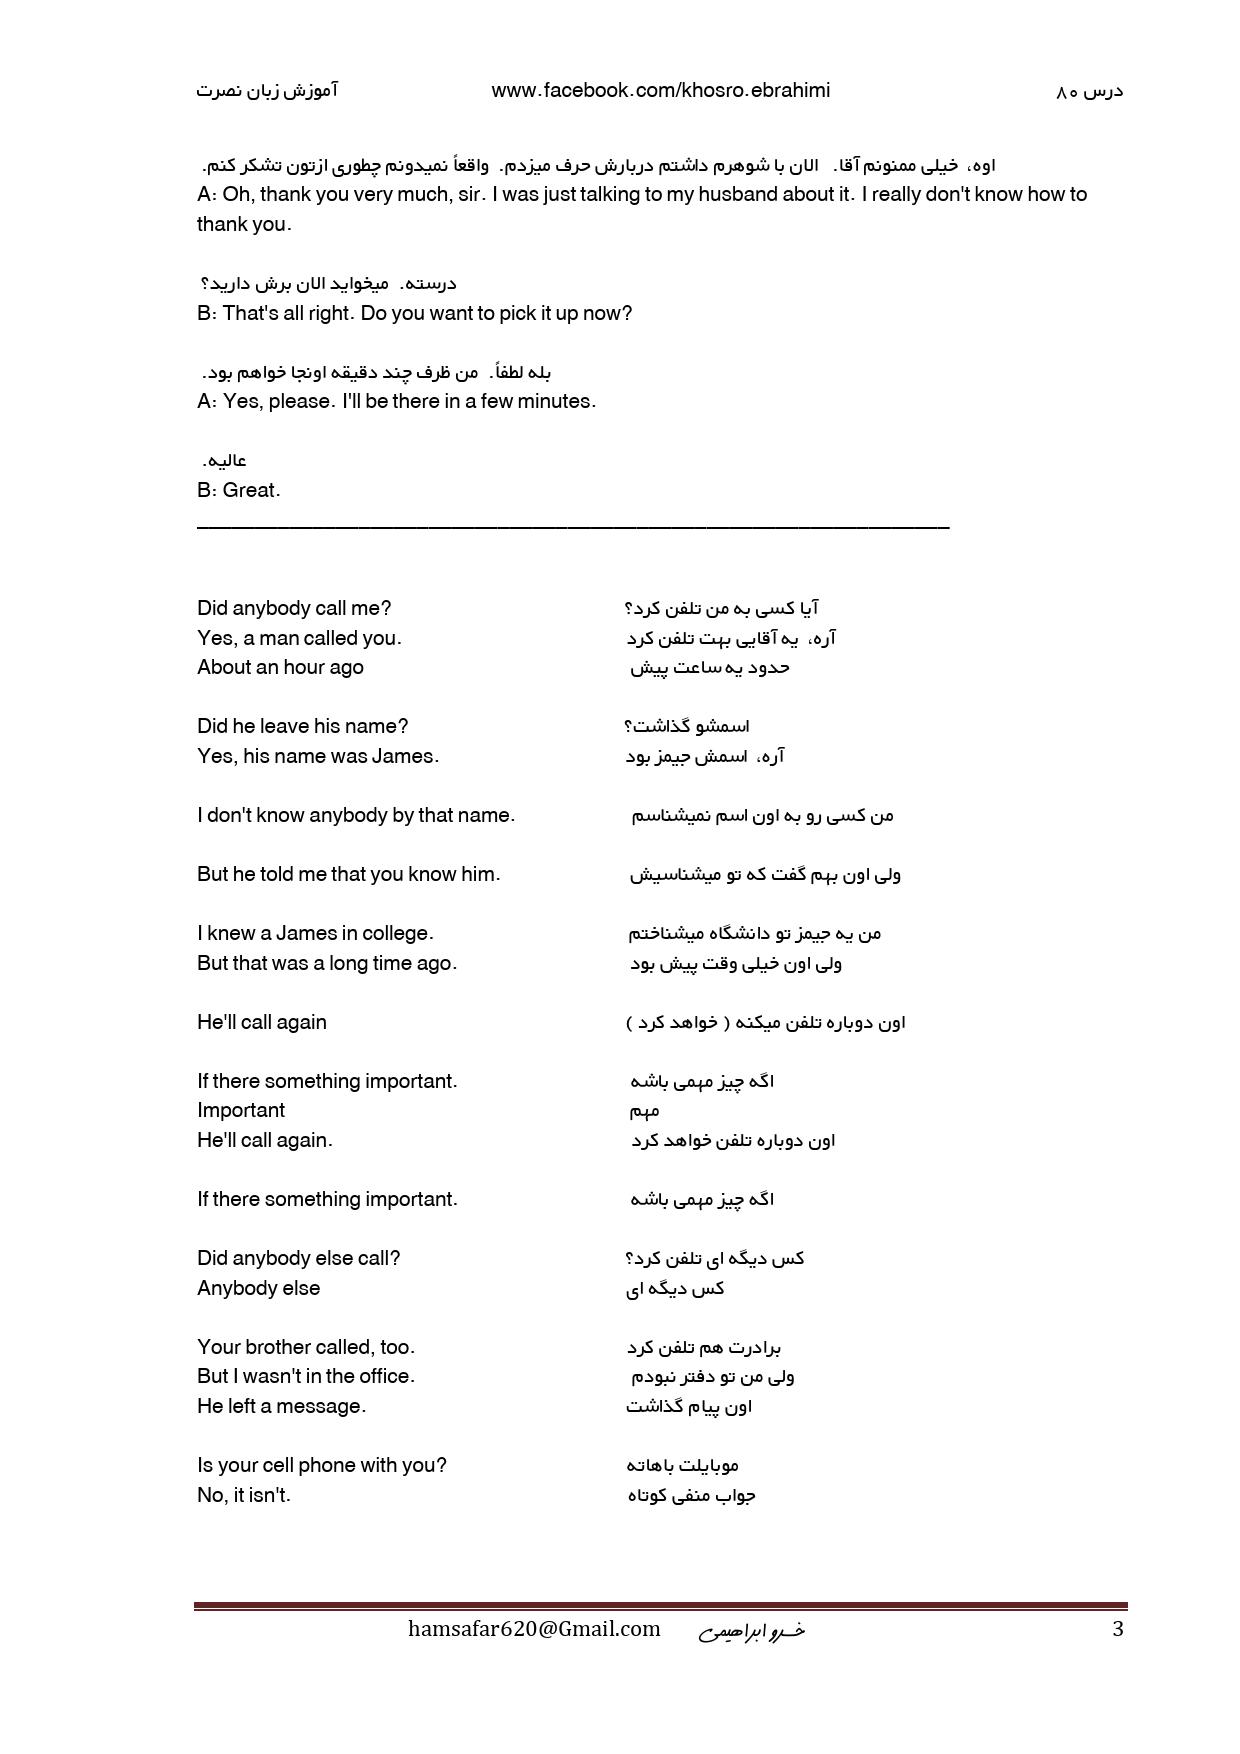 آموزش زبان نصرت www.facebook.com/khosro.ebrahimi درس ۸۰
اوه، خیلی ممنونم آقا. الان با شوهرم داشتم دربارش حرف میزدم. واقعاً نمیدونم چطوری ازتون تشکر کنم.
A: Oh, thank you very much, sir. I was just talking to my husband about it. I really don't know how to
thank you.
درسته. میخواید الان برش دارید؟
B: That's all right. Do you want to pick it up now?
بله لطفاً. من ظرف چند دقیقه اونجا خواهم بود.
A: Yes, please. I'll be there in a few minutes.
عالیه.
B: Great.
Did anybody call me? آیا کسی به من تلفن کرد؟
Yes, a man called you. آره، یه آقایی بهت تلفن کرد
About an hour ago حدود یه ساعت پیش
Did he leave his name? اسمشو گذاشت؟
Yes, his name was James. آره، اسمش جیمز بود
I don't know anybody by that name. من کسی رو به اون اسم نمیشناسم
But he told me that you know him. ولی اون بهم گفت که تو میشناسیش
I knew a James in college. من یه جیمز تو دانشگاه میشناختم
But that was a long time ago. ولی اون خیلی وقت پیش بود
He'll call again اون دوباره تلفن میکنه ( خواهد کرد )
If there something important. اگه چیز مهمی باشه
Important مهم
He'll call again. اون دوباره تلفن خواهد کرد
If there something important. اگه چیز مهمی باشه
Did anybody else call? کس دیگه ای تلفن کرد؟
Anybody else کس دیگه ای
Your brother called, too. برادرت هم تلفن کرد
But I wasn't in the office. ولی من تو دفتر نبودم
He left a message. اون پیام گذاشت
Is your cell phone with you? موبایلت باهاته
No, it isn't. جواب منفی کوتاه
hamsafar620@Gmail.com خسرو ابراهیمی 3